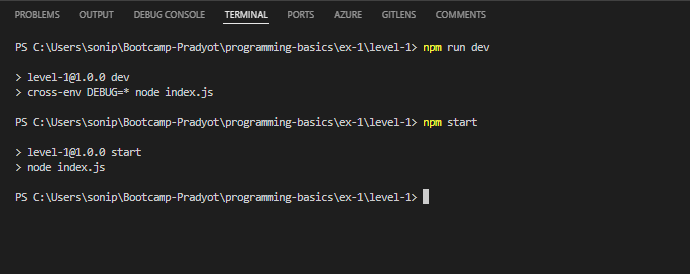 PROBLEMS OUTPUT DEBUG CONSOLE TERMINAL PORTS AZURE GITLENS COMMENTS
PS C:\Users\sonip\Bootcamp-Pradyot\programming-basics\ex-1\level-1> npm run dev
> level-1@1.0.0 dev
> cross-env DEBUG=* node index.js
PS C:\Users\sonip\Bootcamp-Pradyot\programming-basics\ex-1\level-1> npm start
> level-1@1.0.0 start
> node index.js
PS C:\Users\sonip\Bootcamp-Pradyot\programming-basics\ex-1\level-1>